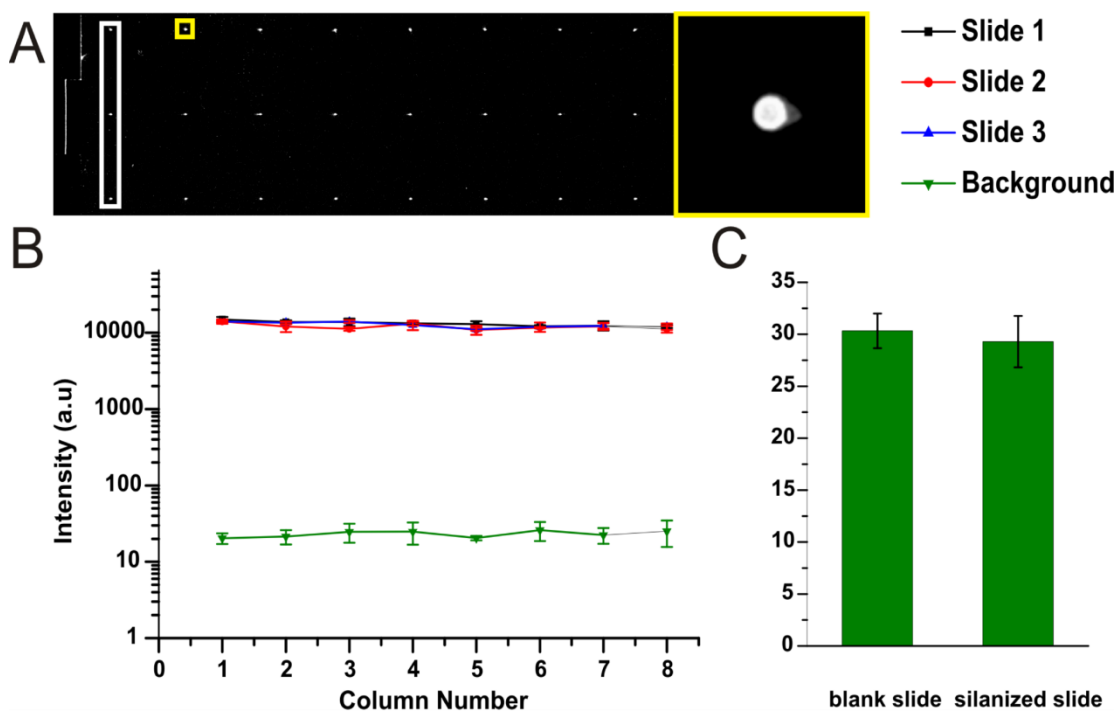 A
Slide 1
Slide 2
Slide 3
Background
B
10000
1000
100
10
1
0 1 2 3 4 5 6 7 8
Intensity (a.u)
Column Number
C
35
30
25
20
15
10
5
0
blank slide silanized slide